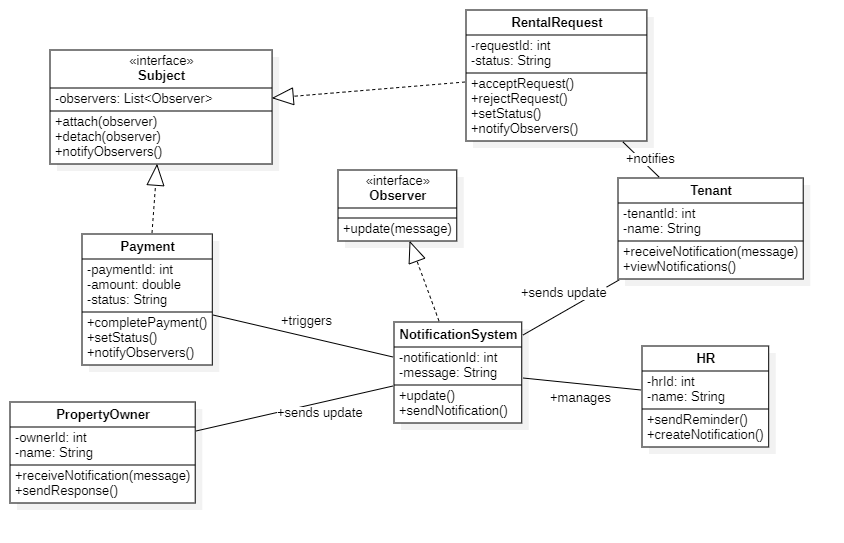 RentalRequest
-requestId: int
-status: String
+acceptRequest()
+rejectRequest()
+setStatus()
+notifyObservers()
«interface»
Subject
-observers: List<Observer>
+attach(observer)
+detach(observer)
+notifyObservers()
+notifies
«interface»
Observer
+update(message)
Tenant
-tenantId: int
-name: String
+receiveNotification(message)
+viewNotifications()
Payment
-paymentId: int
-amount: double
-status: String
+completePayment()
+setStatus()
+notifyObservers()
+triggers
+sends update
NotificationSystem
-notificationId: int
-message: String
+update()
+sendNotification()
HR
-hrId: int
-name: String
+sendReminder()
+createNotification()
+manages
+sends update
PropertyOwner
-ownerId: int
-name: String
+receiveNotification(message)
+sendResponse()